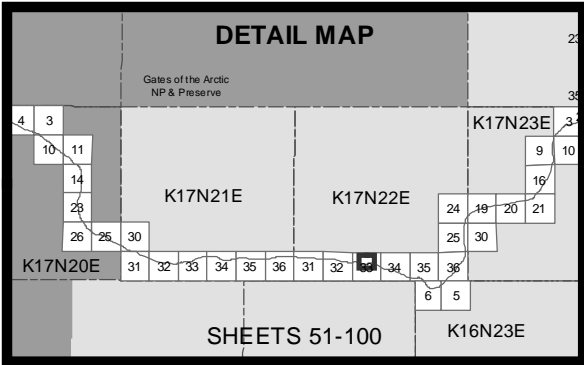 DETAIL MAP
23
Gates of the Arctic
NP & Preserve
35
4 3
K17N23E 3
10 11 9 10
14 16
K17N21E K17N22E
23 24 19 20 21
26 25 30 25 30
K17N20E 31 32 33 34 35 36 31 32 33 34 35 36
6 5
SHEETS 51-100 K16N23E